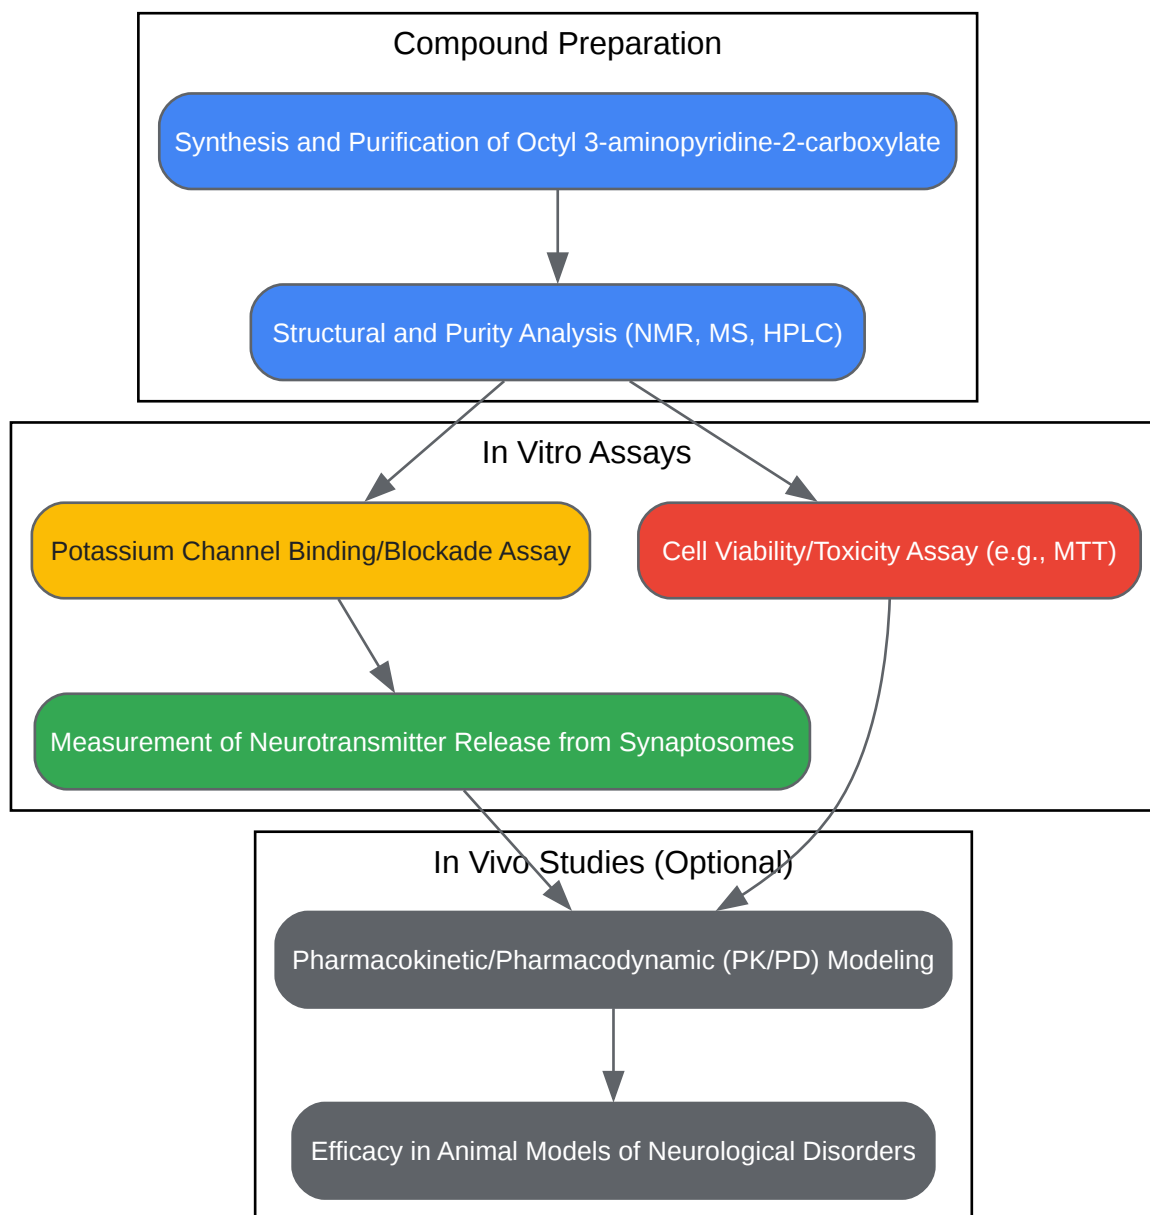 Compound Preparation
Synthesis and Purification of Octyl 3-aminopyridine-2-carboxylate
Structural and Purity Analysis (NMR, MS, HPLC)
In Vitro Assays
Potassium Channel Binding/Blockade Assay
Cell Viability/Toxicity Assay (e.g., MTT)
Measurement of Neurotransmitter Release from Synaptosomes
In Vivo Studies (Optional)
Pharmacokinetic/Pharmacodynamic (PK/PD) Modeling
Efficacy in Animal Models of Neurological Disorders